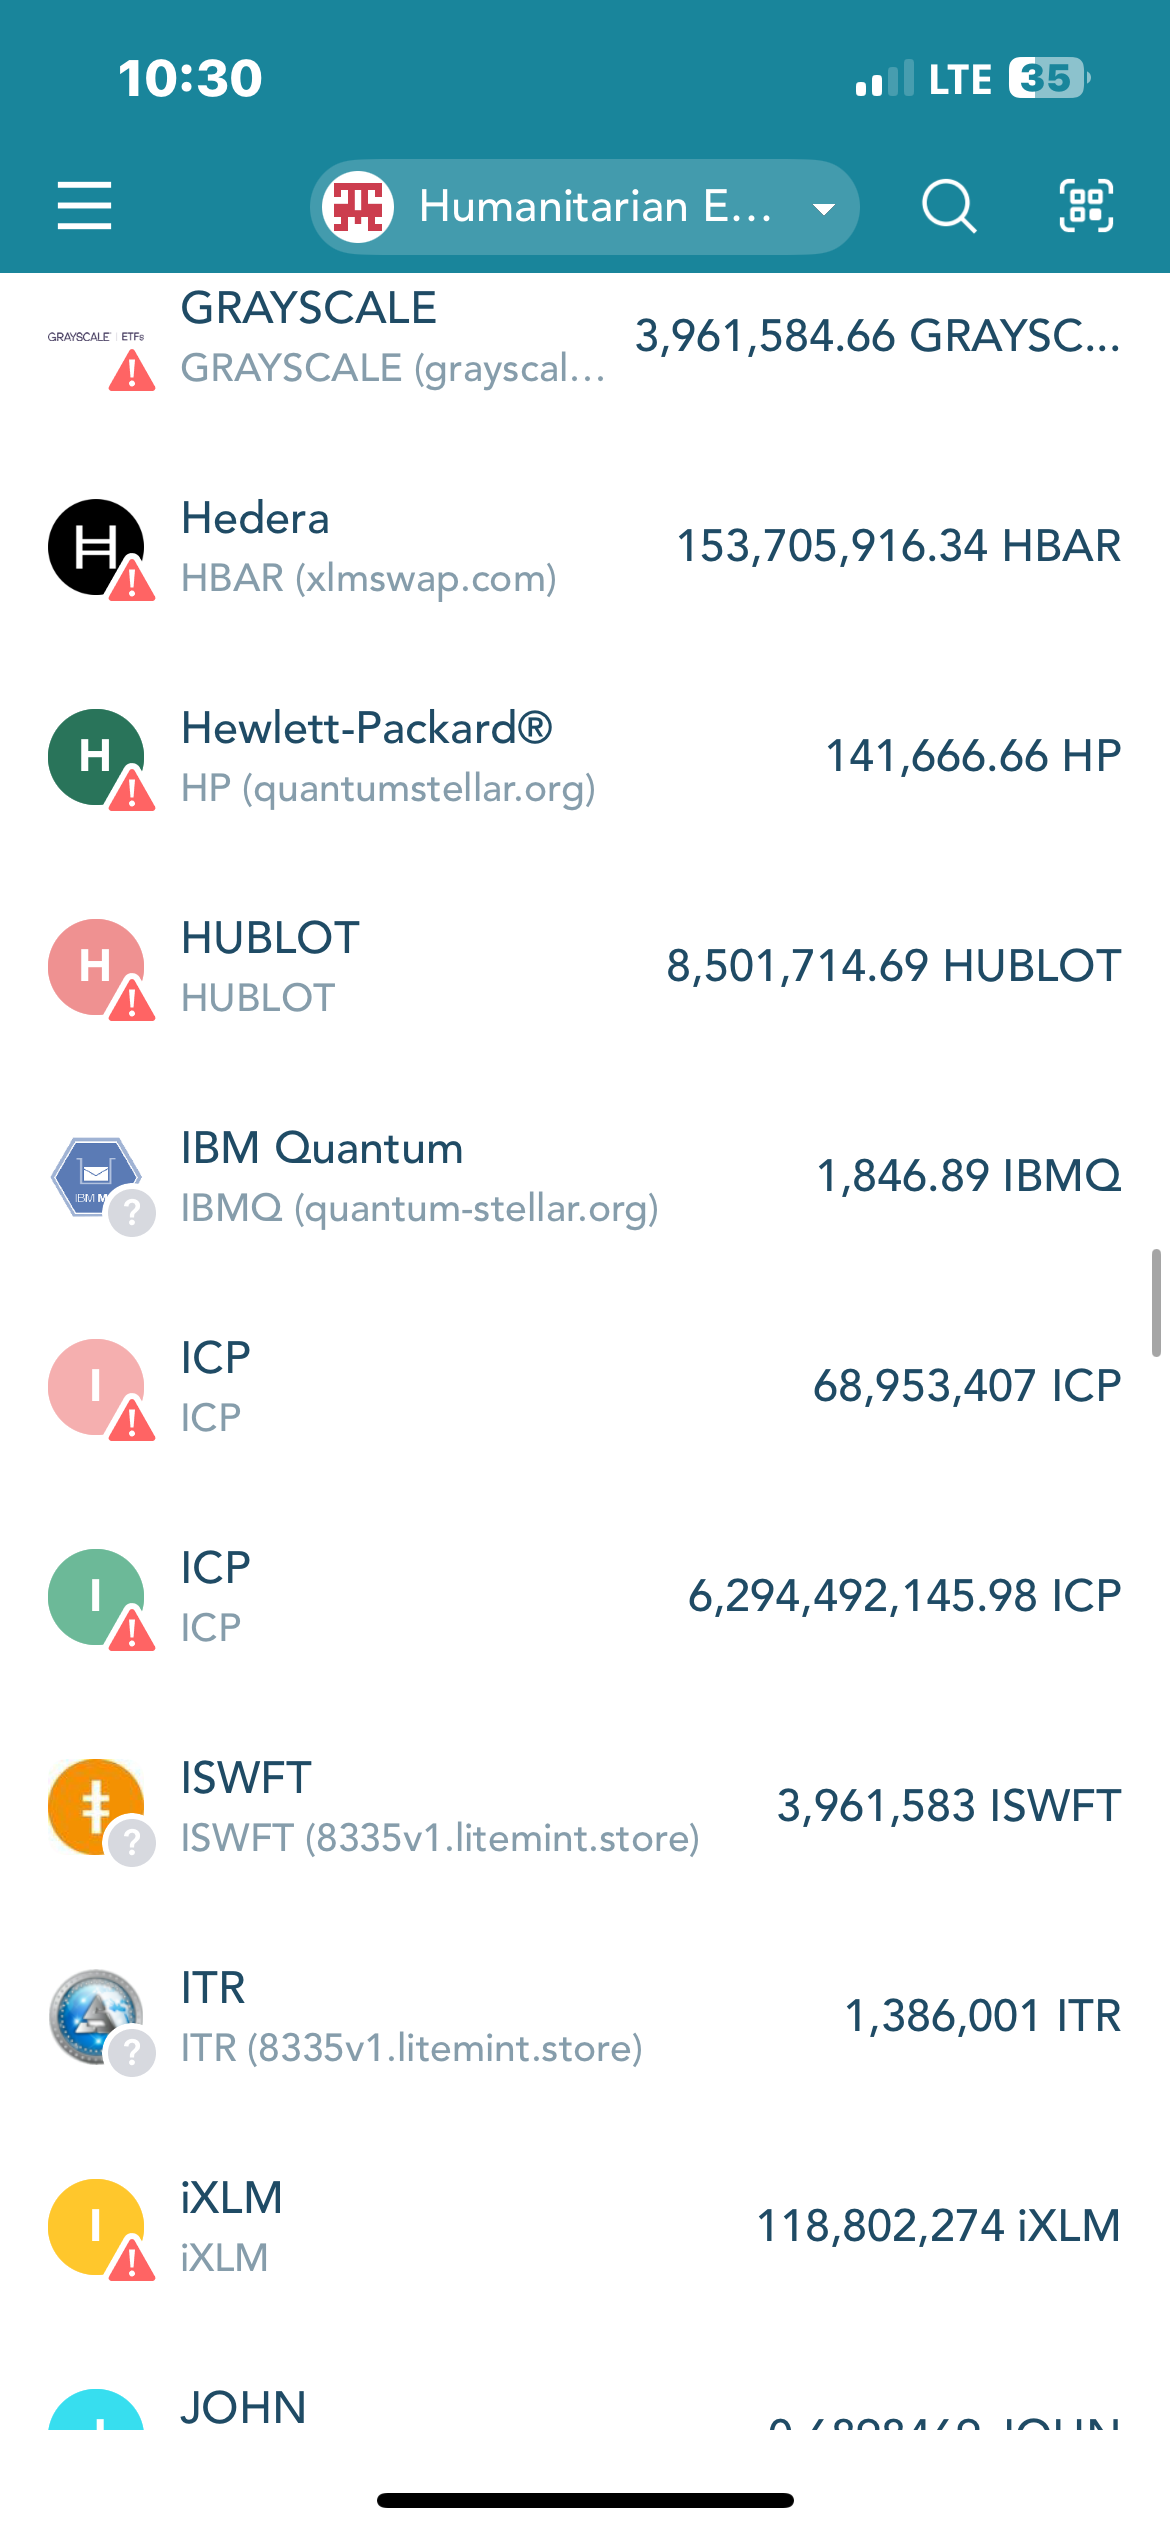 10:30
LTE 35
Humanitarian E...
GRAYSCALE
GRAYSCALE | ETFs
3,961,584.66 GRAYSC...
GRAYSCALE (grayscal...
Hedera
H
153,705,916.34 HBAR
HBAR (xlmswap.com)
Hewlett-Packard®
H
141,666.66 HP
HP (quantumstellar.org)
HUBLOT
H
8,501,714.69 HUBLOT
HUBLOT
IBM Quantum
IBM M
1,846.89 IBMQ
?
IBMQ (quantum-stellar.org)
ICP
I
68,953,407 ICP
ICP
ICP
I
6,294,492,145.98 ICP
ICP
ISWFT
3,961,583 ISWFT
?
ISWFT (8335v1.litemint.store)
ITR
1,386,001 ITR
?
ITR (8335v1.litemint.store)
iXLM
I
118,802,274 iXLM
iXLM
JOHN
JOHN